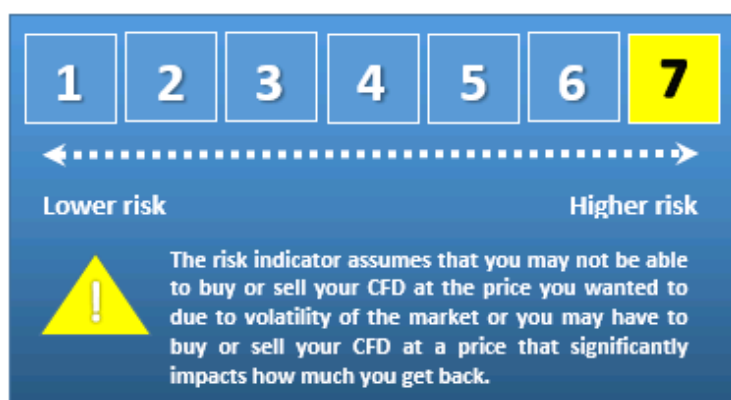 1 2 3 4 5 6 7
Lower risk Higher risk
!
The risk indicator assumes that you may not be able
to buy or sell your CFD at the price you wanted to
due to volatility of the market or you may have to
buy or sell your CFD at a price that significantly
impacts how much you get back.